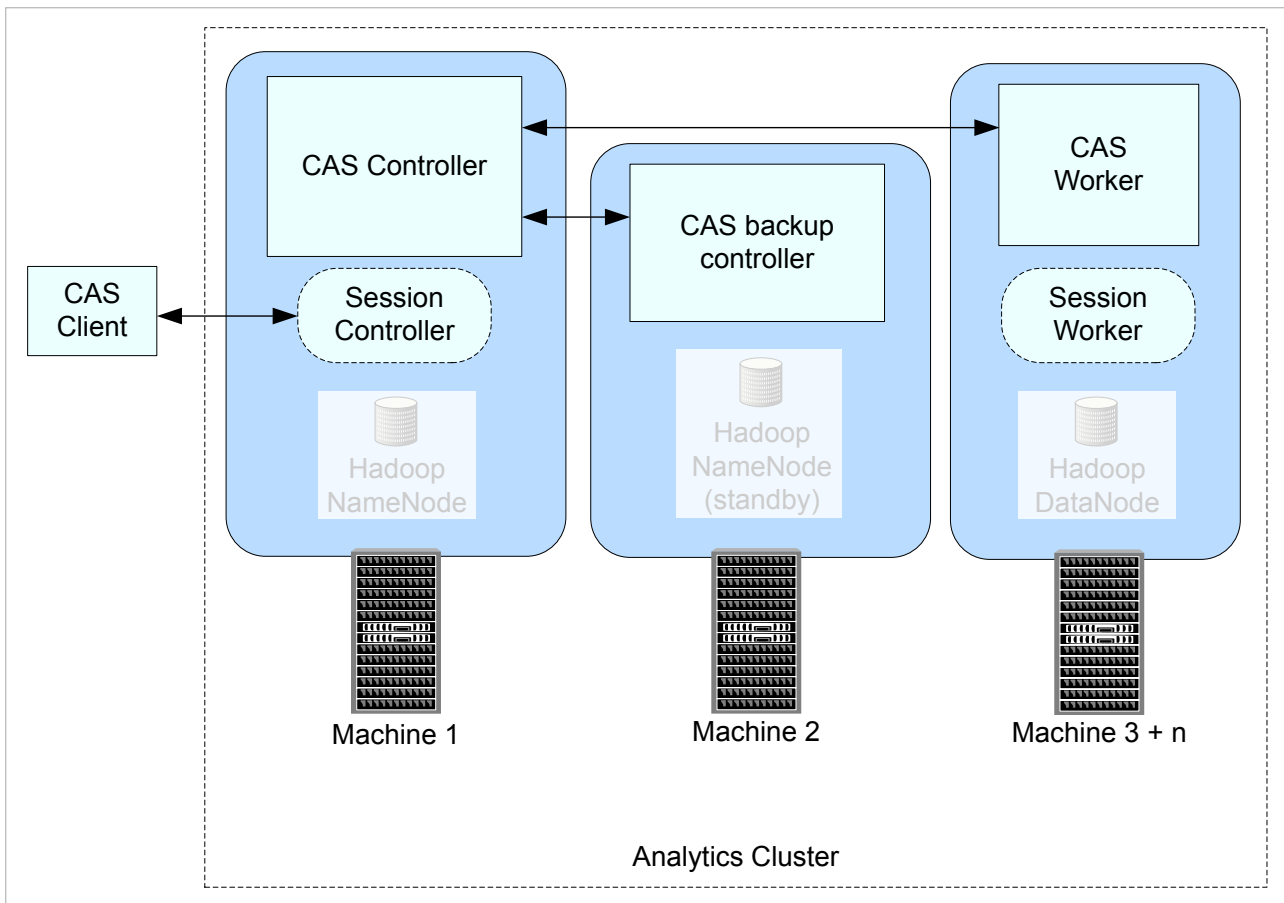 CAS Controller
CAS
Worker
CAS backup
controller
CAS
Client
Session
Controller
Session
Worker
Hadoop
NameNode
Hadoop
NameNode
(standby)
Hadoop
DataNode
Machine 1
Machine 2
Machine 3 + n
Analytics Cluster